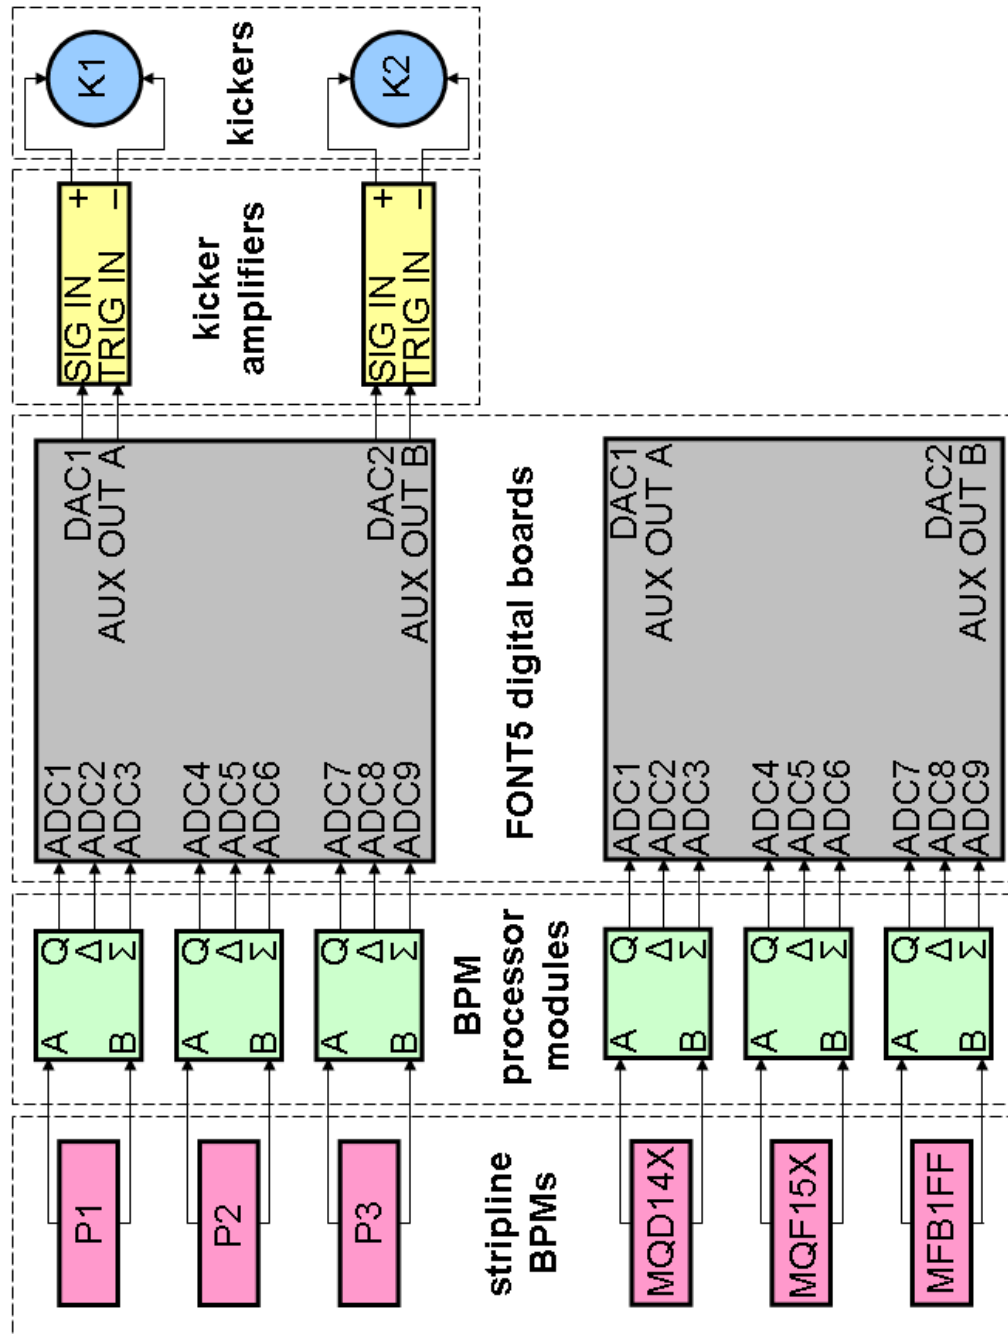 P1
P2
P3
stripline
BPMs
MQD14X
MQF15X
MFB1FF
A Q
Δ
B Σ
A Q
Δ
B Σ
A Q
Δ
B Σ
BPM
processor
modules
A Q
Δ
B Σ
A Q
Δ
B Σ
A Q
Δ
B Σ
ADC1 DAC1
ADC2 AUX OUT A
ADC3
ADC4
ADC5
ADC6
ADC7
ADC8 DAC2
ADC9 AUX OUT B
FONT5 digital boards
ADC1 DAC1
ADC2 AUX OUT A
ADC3
ADC4
ADC5
ADC6
ADC7
ADC8 DAC2
ADC9 AUX OUT B
SIG IN +
TRIG IN −
kicker
amplifiers
SIG IN +
TRIG IN −
K1
kickers
K2